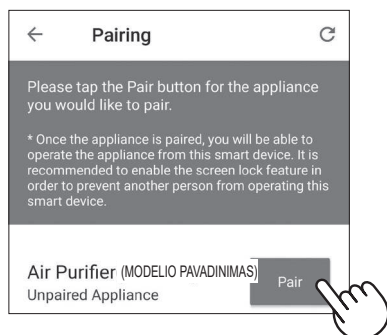 Pairing
Please tap the Pair button for the appliance
you would like to pair.
* Once the appliance is paired, you will be able to
operate the appliance from this smart device. It is
recommended to enable the screen lock feature in
order to prevent another person from operating this
smart device.
Air Purifier (MODELIO PAVADINIMAS)
Pair
Unpaired Appliance